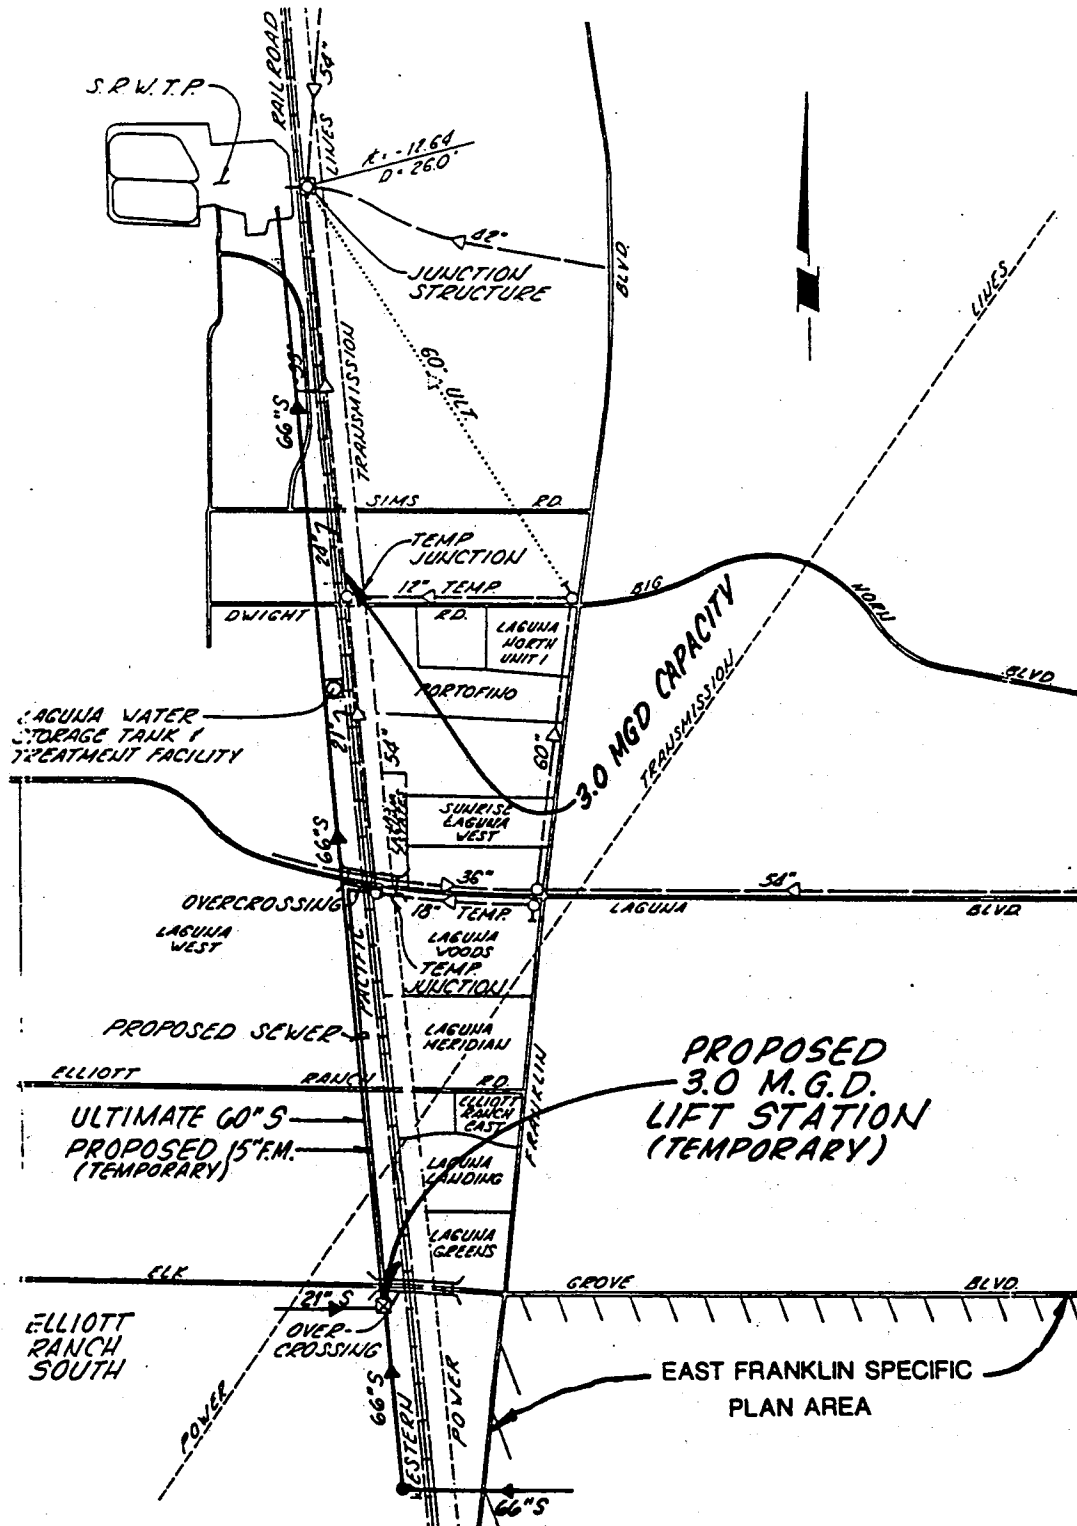 RAILROAD
54"
S.R.W.T.P.
LINES
D = 26.0'
42"
JUNCTION
STRUCTURE
BLVD.
LINES
TRANSMISSION
60" ULT.
33"
66"S
SIMS RD.
24"
TEMP
JUNCTION
12" TEMP.
BIG HORN BLVD
DWIGHT RD.
LAGUNA
NORTH
UNIT 1
PORTOFINO
3.0 MGD CAPACITY
TRANSMISSION
LAGUNA WATER
STORAGE TANK &
TREATMENT FACILITY
21"
54"
60"
SUNRISE
LAGUNA
WEST
66"S
36"
54"
OVERCROSSING
18" TEMP.
LAGUNA BLVD.
LAGUNA
WEST
LAGUNA
WOODS
TEMP.
JUNCTION
PACIFIC
PROPOSED SEWER
LAGUNA
MERIDIAN
FRANKLIN
PROPOSED
3.0 M.G.D.
LIFT STATION
(TEMPORARY)
ELLIOTT RANCH RD.
ELLIOTT
RANCH
EAST
ULTIMATE 60" S
PROPOSED 15" F.M.
(TEMPORARY)
LAGUNA
LANDING
LAGUNA
GREENS
ELK GROVE BLVD.
21" S
OVER-
CROSSING
ELLIOTT
RANCH
SOUTH
EAST FRANKLIN SPECIFIC
PLAN AREA
POWER
66"S
WESTERN
POWER
66"S